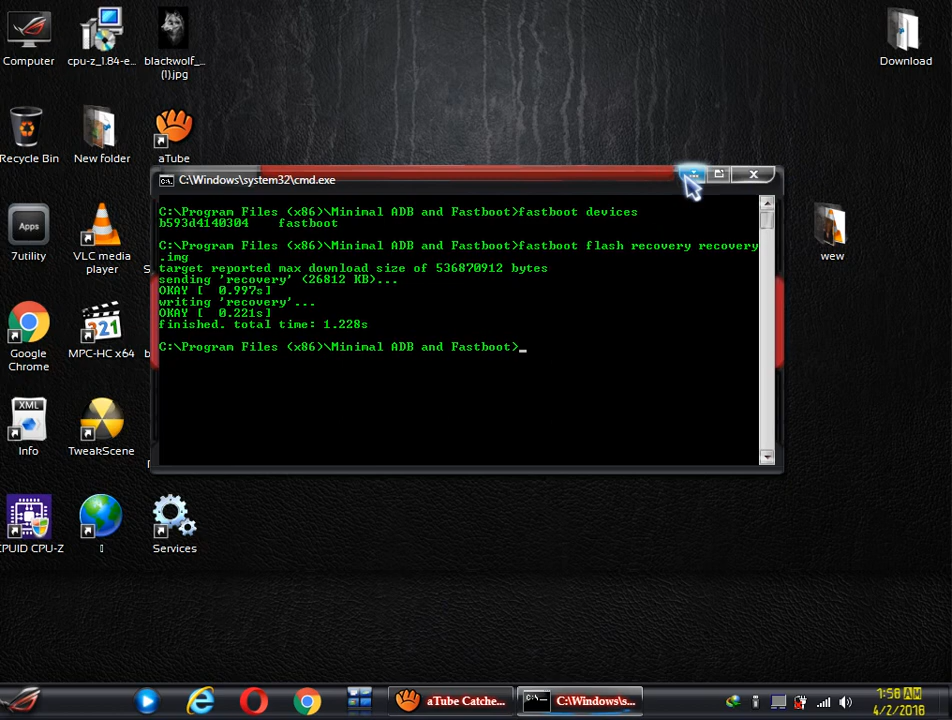 Computer
cpu-z_1.84-e...
blackwolf_...
(1).jpg
Download
Recycle Bin
New folder
aTube
C:\Windows\system32\cmd.exe
C:\Program Files (x86)\Minimal ADB and Fastboot>fastboot devices
b593d4140304 fastboot
C:\Program Files (x86)\Minimal ADB and Fastboot>fastboot flash recovery recovery
.img
target reported max download size of 536870912 bytes
sending 'recovery' (26812 KB)...
OKAY [ 0.997s]
writing 'recovery'...
OKAY [ 0.221s]
finished. total time: 1.228s
C:\Program Files (x86)\Minimal ADB and Fastboot>
Apps
7utility
VLC media
player
S
wew
Google
Chrome
321
MPC-HC x64
b
XML
Info
TweakScene
CPUID CPU-Z
Services
aTube Catche...
C:\Windows\s...
1:58 AM
4/2/2018